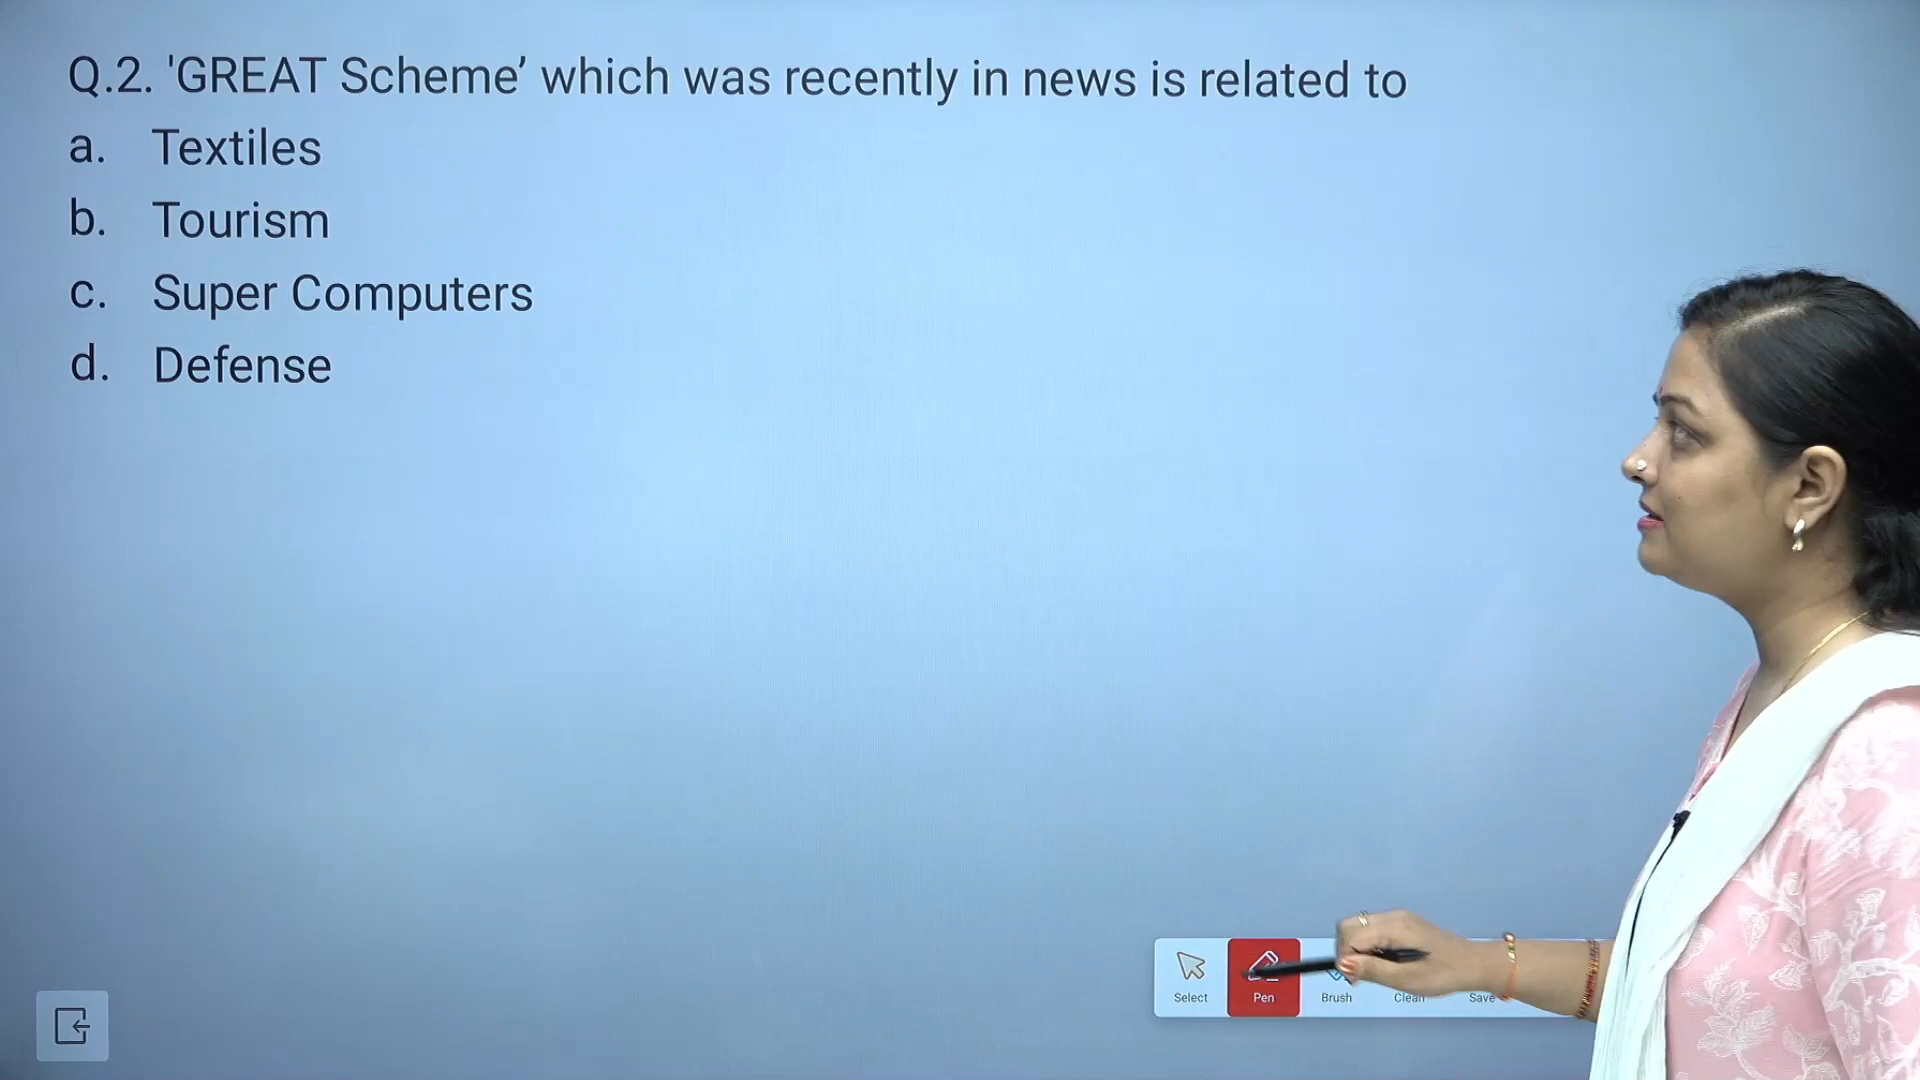 Q.2. 'GREAT Scheme’ which was recently in news is related to
a. Textiles
b. Tourism
c. Super Computers
d. Defense
Select Pen Brush Clean Save